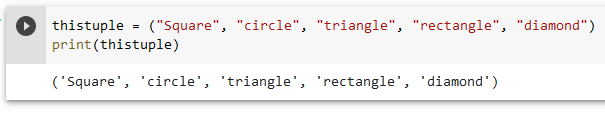 thistuple = ("Square", "circle", "triangle", "rectangle", "diamond")
print(thistuple)
('Square', 'circle', 'triangle', 'rectangle', 'diamond')